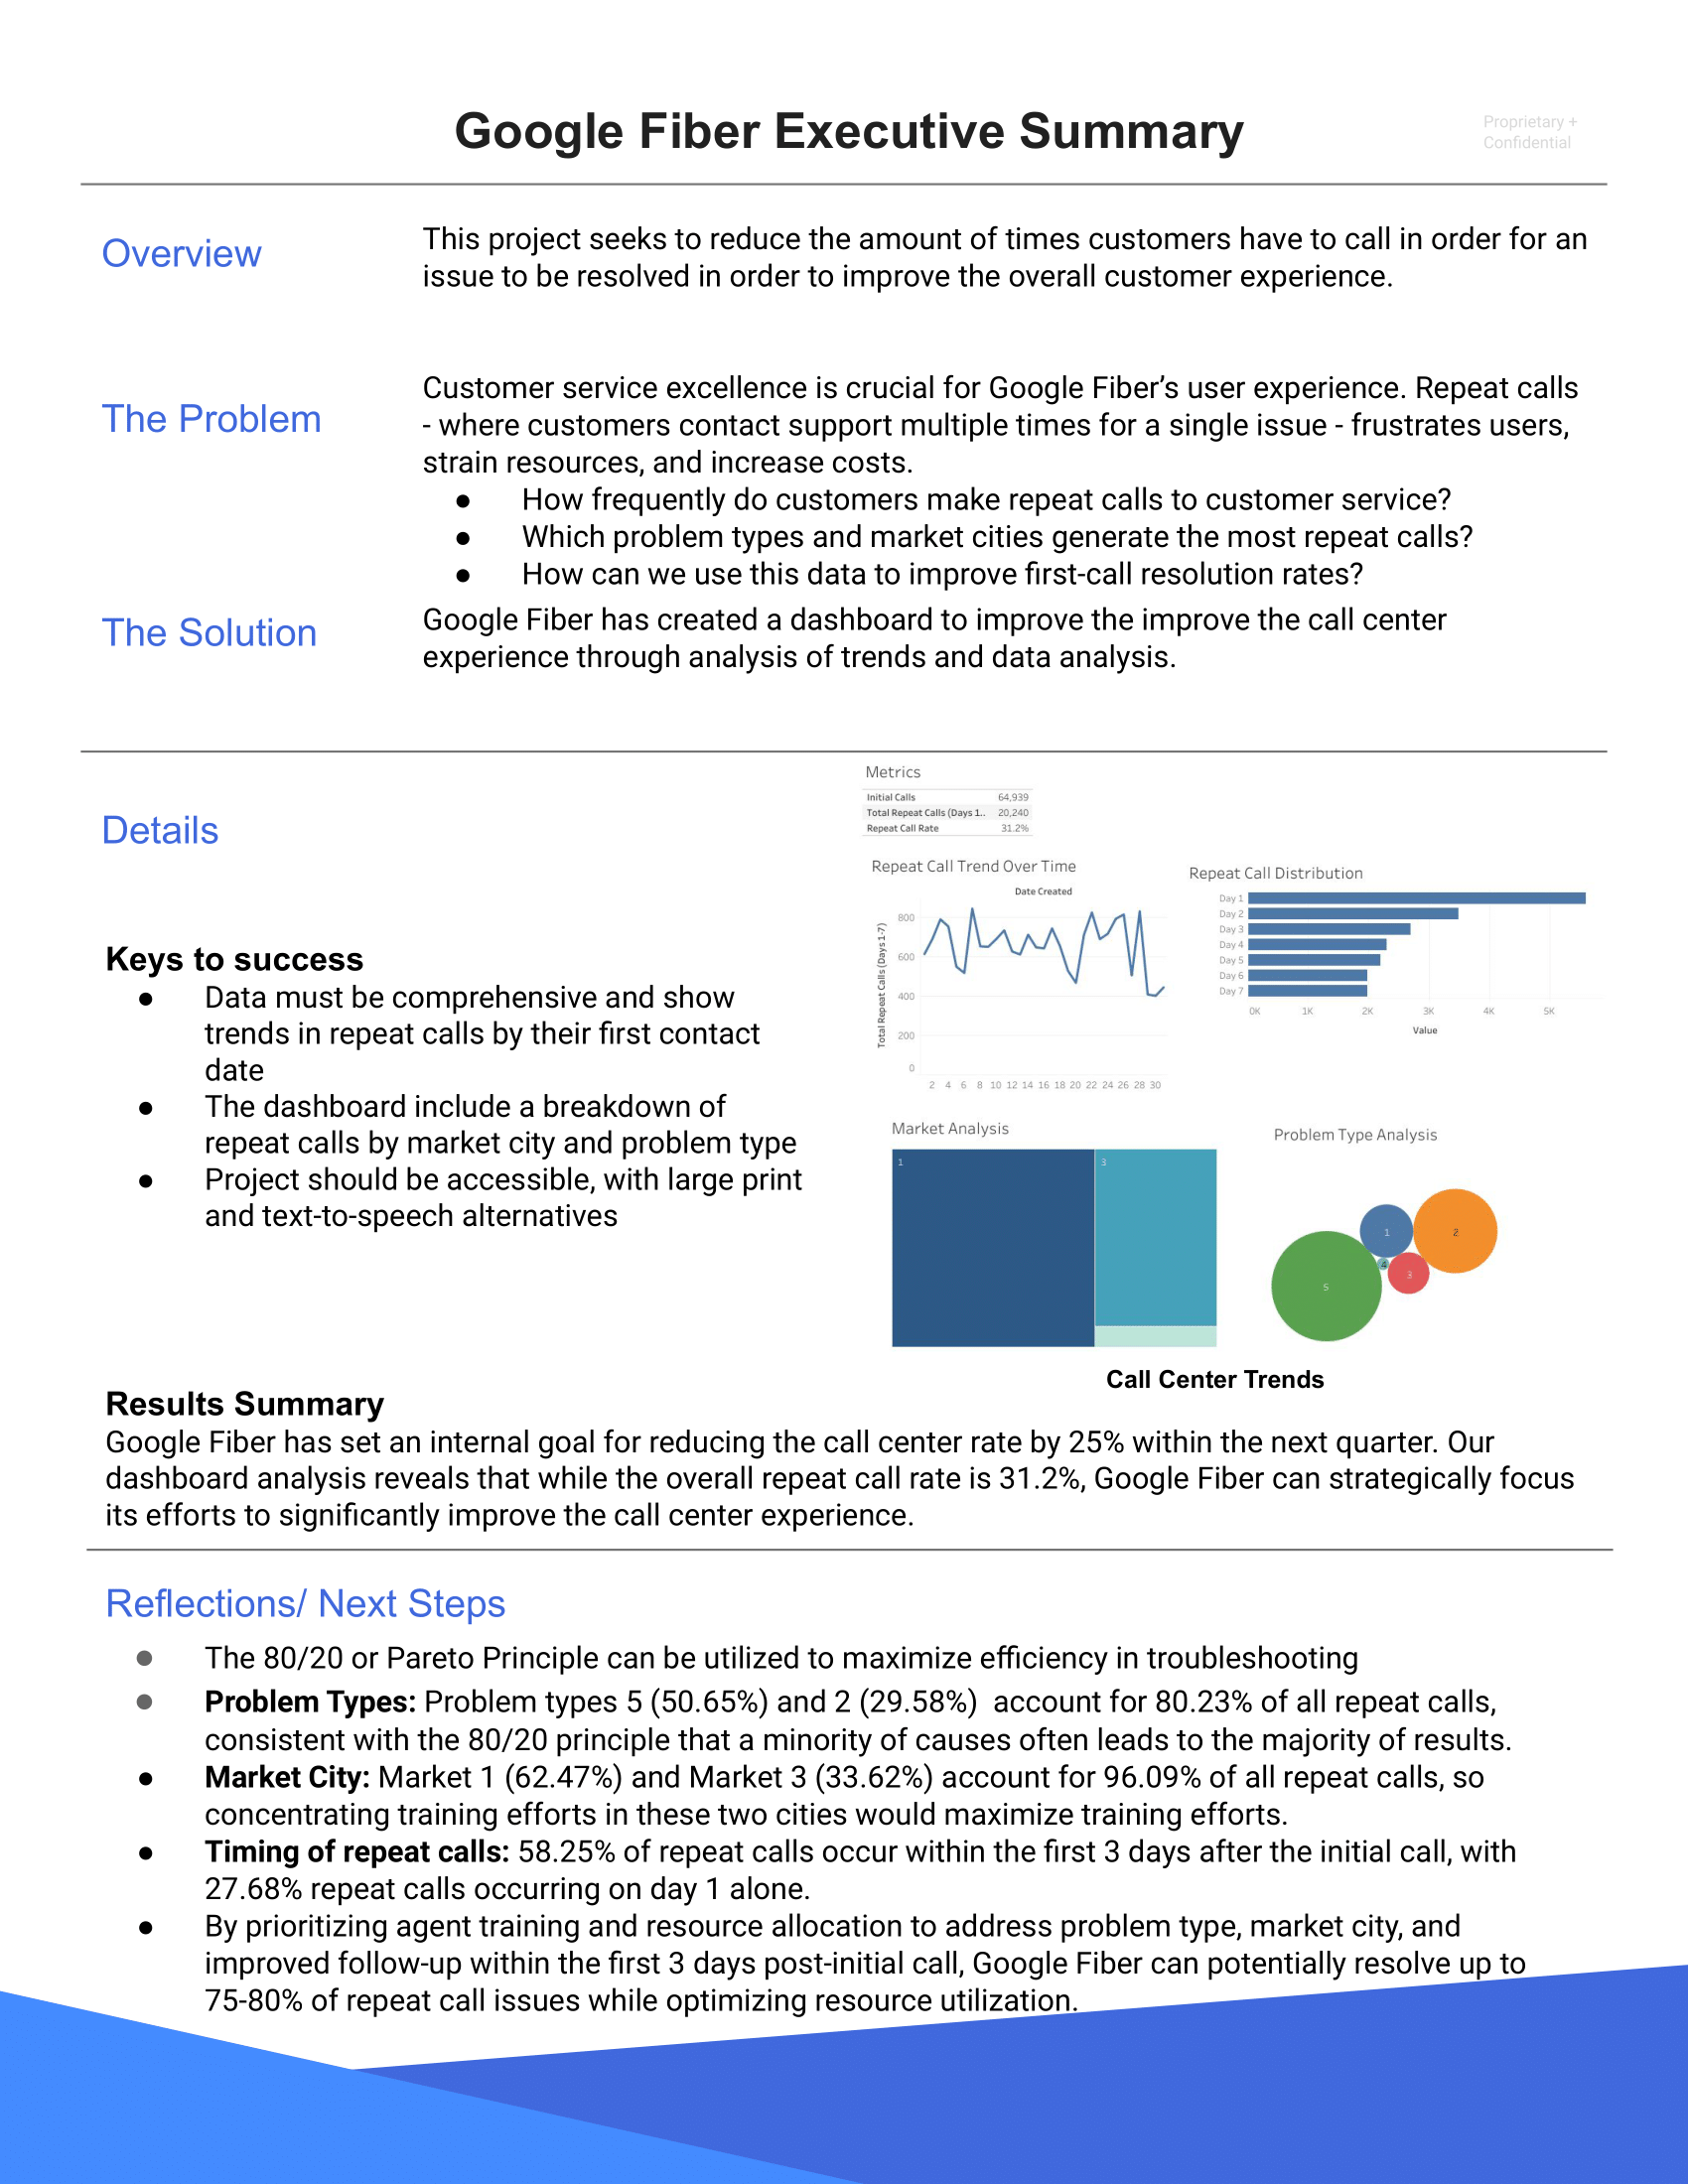 Google Fiber Executive Summary
Proprietary +
Confidential
Overview
This project seeks to reduce the amount of times customers have to call in order for an
issue to be resolved in order to improve the overall customer experience.
The Problem
Customer service excellence is crucial for Google Fiber’s user experience. Repeat calls
- where customers contact support multiple times for a single issue - frustrates users,
strain resources, and increase costs.
● How frequently do customers make repeat calls to customer service?
● Which problem types and market cities generate the most repeat calls?
● How can we use this data to improve first-call resolution rates?
The Solution
Google Fiber has created a dashboard to improve the improve the call center
experience through analysis of trends and data analysis.
Details
Keys to success
● Data must be comprehensive and show
trends in repeat calls by their first contact
date
● The dashboard include a breakdown of
repeat calls by market city and problem type
● Project should be accessible, with large print
and text-to-speech alternatives
Metrics
Initial Calls 64,939
Total Repeat Calls (Days 1.. 20,240
Repeat Call Rate 31.2%
Repeat Call Trend Over Time
Date Created
Total Repeat Calls (Days 1-7)
800
600
400
200
0
2 4 6 8 10 12 14 16 18 20 22 24 26 28 30
Repeat Call Distribution
Day 1
Day 2
Day 3
Day 4
Day 5
Day 6
Day 7
0K 1K 2K 3K 4K 5K
Value
Market Analysis
1
3
Problem Type Analysis
1
2
4
3
5
Call Center Trends
Results Summary
Google Fiber has set an internal goal for reducing the call center rate by 25% within the next quarter. Our
dashboard analysis reveals that while the overall repeat call rate is 31.2%, Google Fiber can strategically focus
its efforts to significantly improve the call center experience.
Reflections/ Next Steps
● The 80/20 or Pareto Principle can be utilized to maximize efficiency in troubleshooting
● Problem Types: Problem types 5 (50.65%) and 2 (29.58%)  account for 80.23% of all repeat calls,
consistent with the 80/20 principle that a minority of causes often leads to the majority of results.
● Market City: Market 1 (62.47%) and Market 3 (33.62%) account for 96.09% of all repeat calls, so
concentrating training efforts in these two cities would maximize training efforts.
● Timing of repeat calls: 58.25% of repeat calls occur within the first 3 days after the initial call, with
27.68% repeat calls occurring on day 1 alone.
● By prioritizing agent training and resource allocation to address problem type, market city, and
improved follow-up within the first 3 days post-initial call, Google Fiber can potentially resolve up to
75-80% of repeat call issues while optimizing resource utilization.